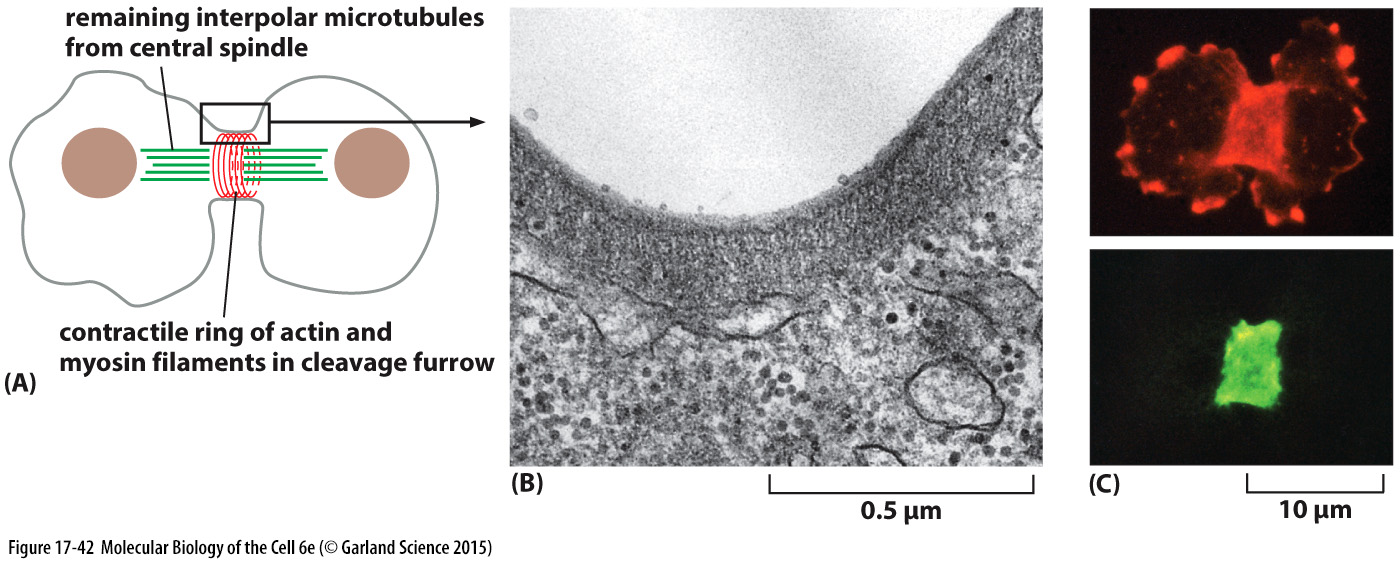 remaining interpolar microtubules
from central spindle
contractile ring of actin and
myosin filaments in cleavage furrow
(A)
(B)
0.5 µm
(C)
10 µm
Figure 17-42 Molecular Biology of the Cell 6e (© Garland Science 2015)